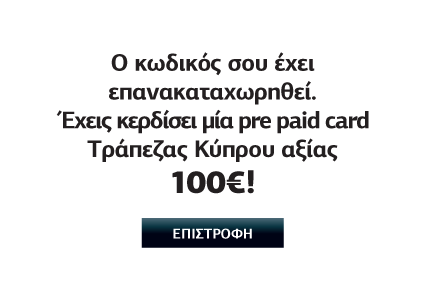 Ο κωδικός σου έχει
επανακαταχωρηθεί.
Έχεις κερδίσει μία pre paid card
Τράπεζας Κύπρου αξίας
100€!
ΕΠΙΣΤΡΟΦΗ